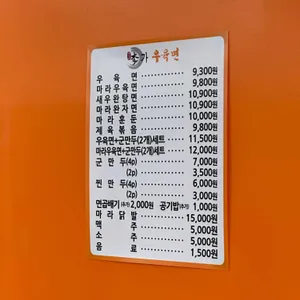 가 우육면
우 육 면 9,300원
마 라 우 육 면 9,800원
새 우 완 탕 면 10,900원
마 라 완 자 면 10,900원
마 라 훈 둔 10,000원
제 육 볶 음 9,800원
우육면+군만두(2개)세트 11,500원
마라우육면+군만두(2개)세트 12,000원
군 만 두(4p) 7,000원
(2p) 3,500원
찐 만 두(4p) 6,000원
(2p) 3,000원
면곱배기(추가) 2,000원 공기밥(추가) 1,000원
마 라 닭 발 15,000원
맥 주 5,000원
소 주 5,000원
음 료 1,500원